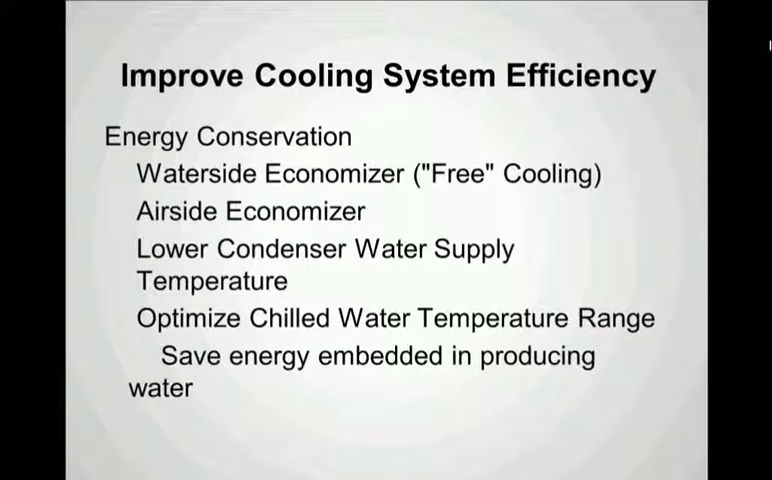 Improve Cooling System Efficiency
Energy Conservation
Waterside Economizer ("Free" Cooling)
Airside Economizer
Lower Condenser Water Supply
Temperature
Optimize Chilled Water Temperature Range
Save energy embedded in producing
water